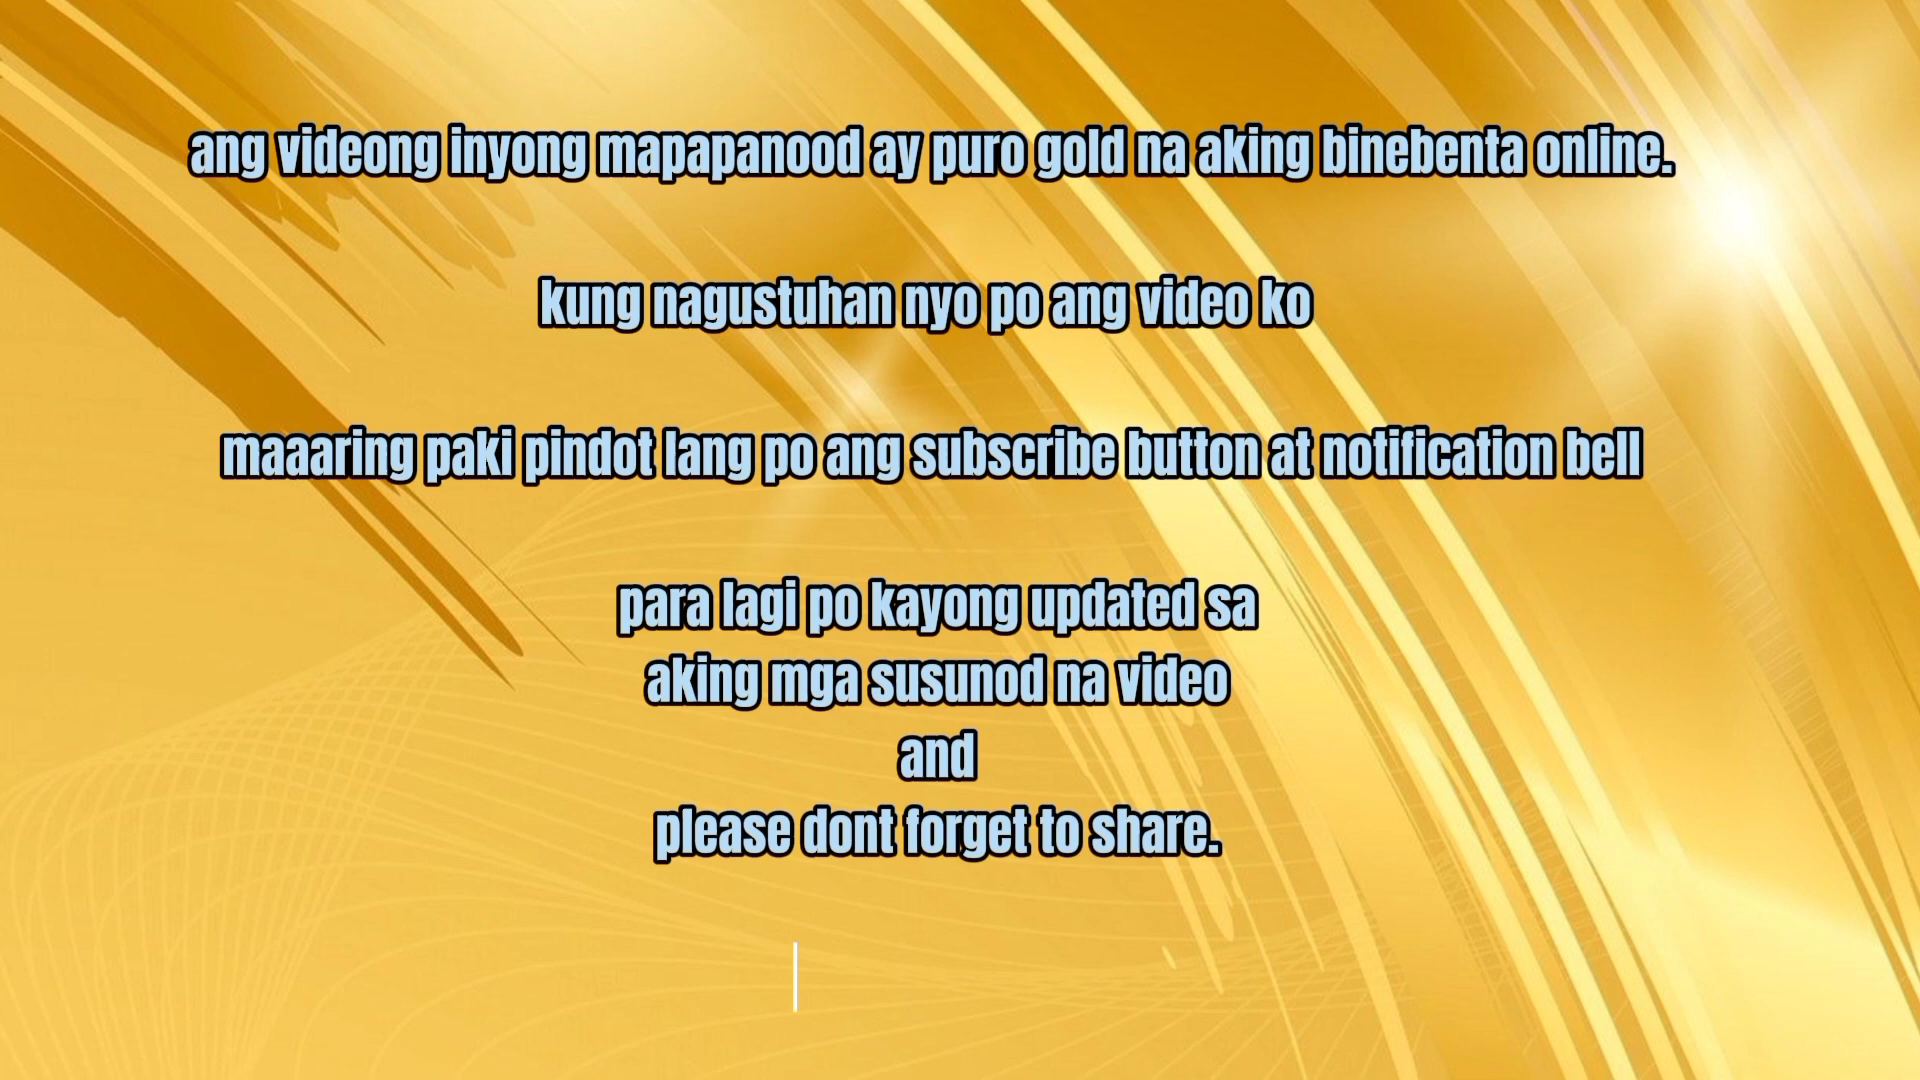 ang videong inyong mapapanood ay puro gold na aking binebenta online.
kung nagustuhan nyo po ang video ko
maaaring paki pindot lang po ang subscribe button at notification bell
para lagi po kayong updated sa
aking mga susunod na video
and
please dont forget to share.